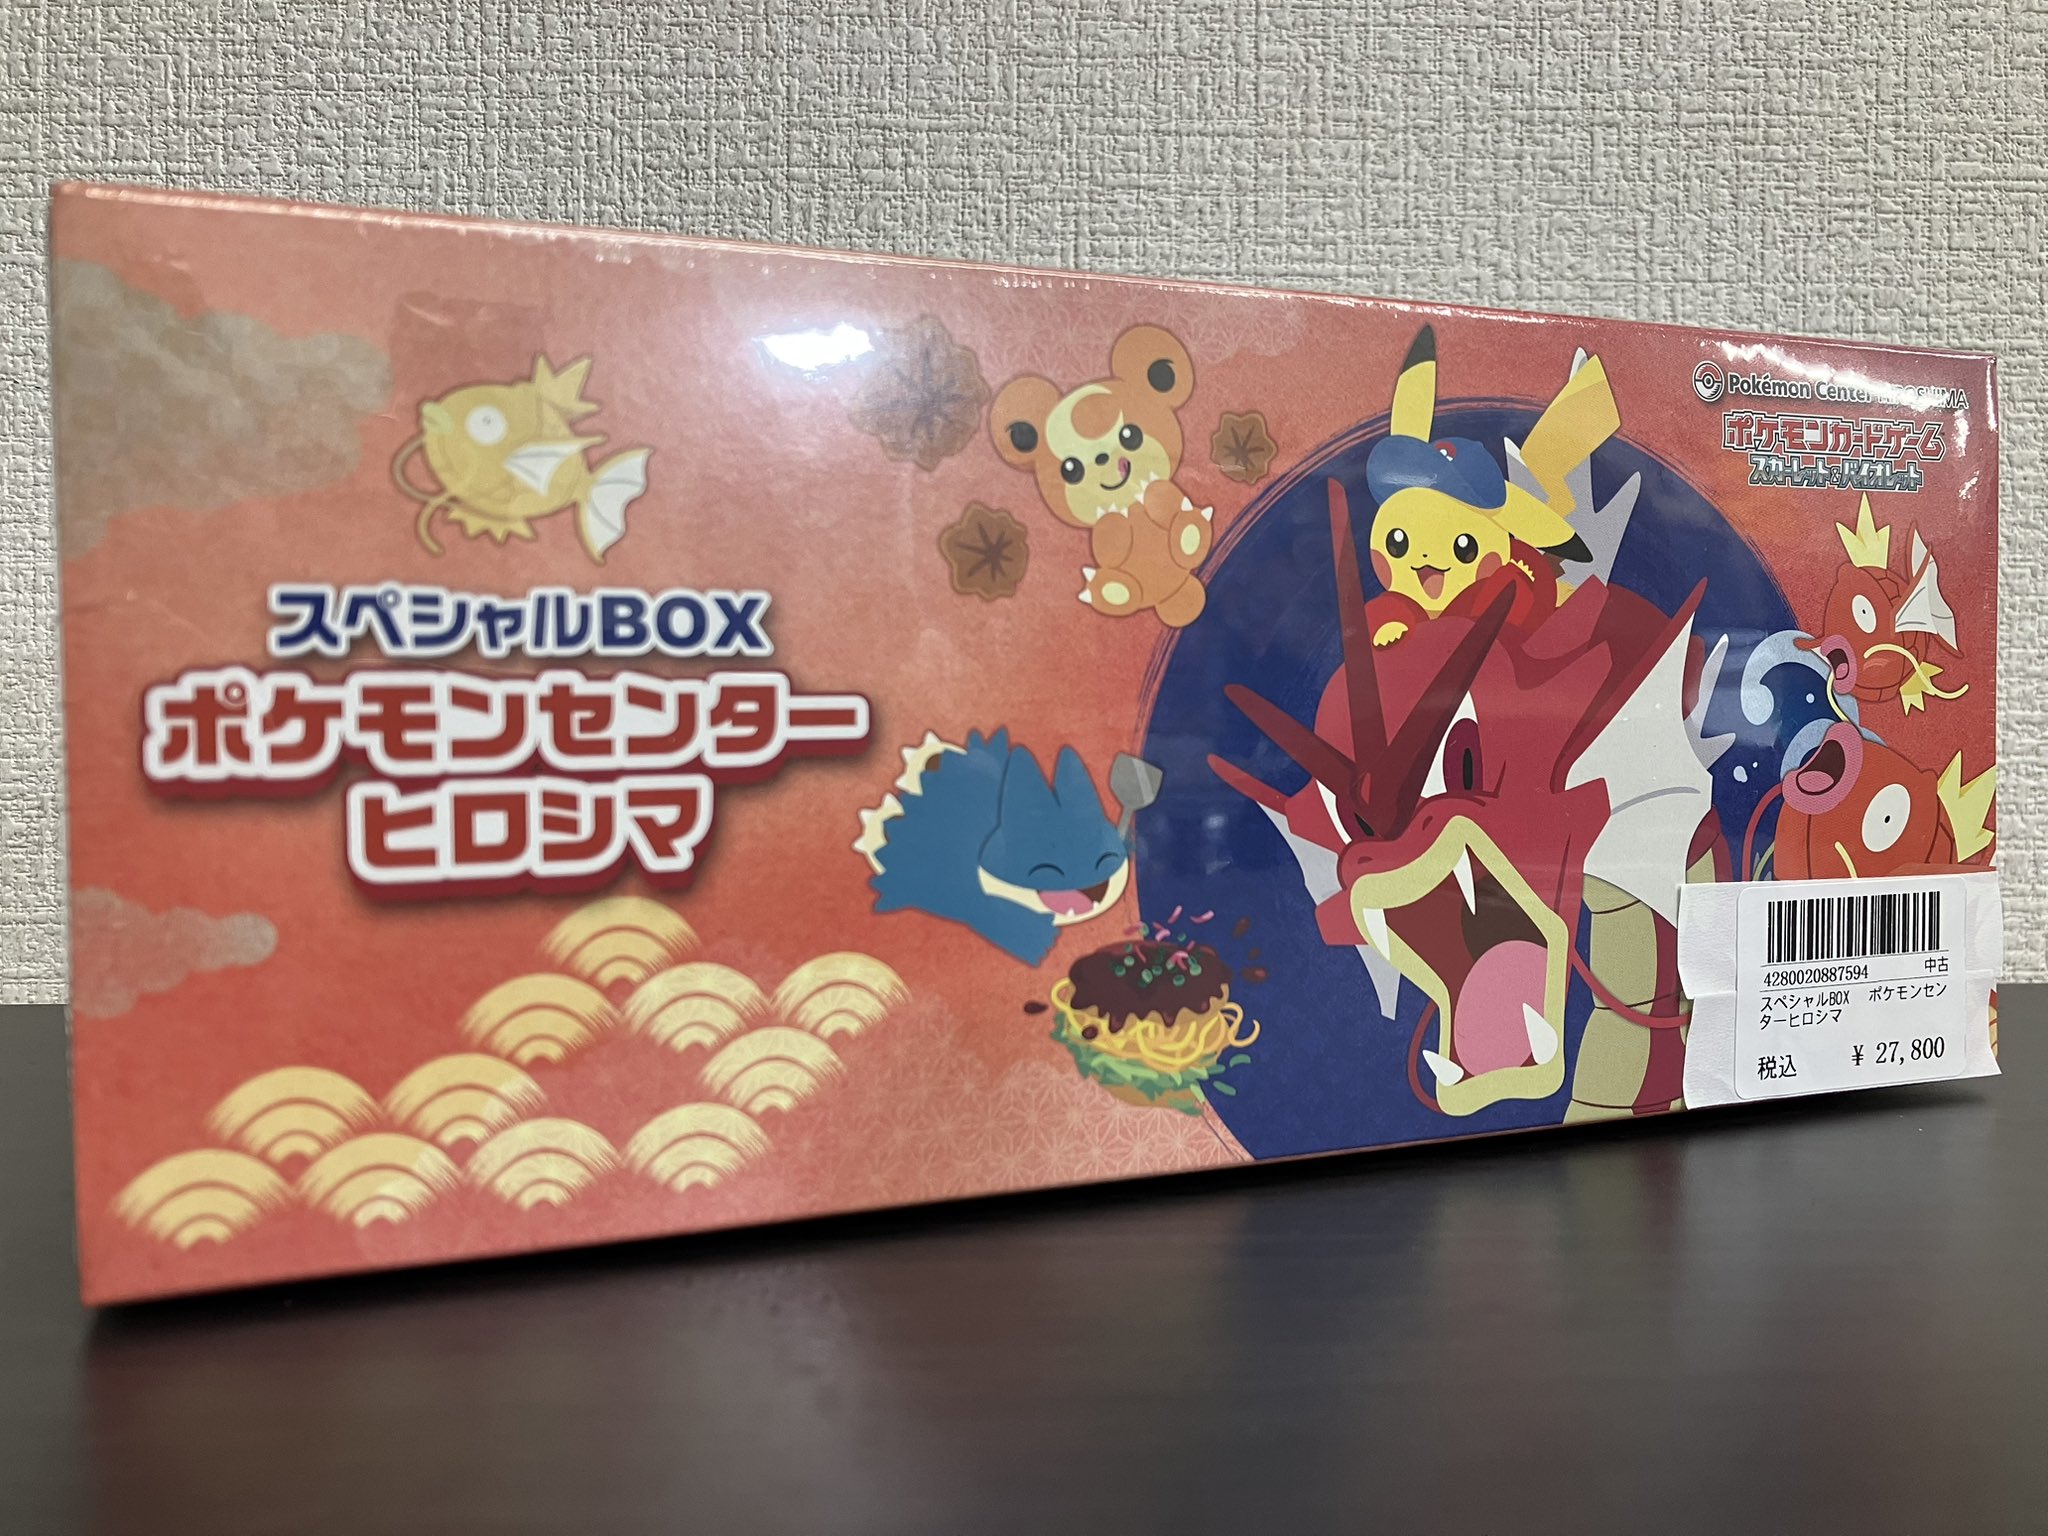 Pokémon Center HIROSHIMA
ポケモンカードゲーム
スカーレット&バイオレット
スペシャルBOX
ポケモンセンター
ヒロシマ
4280020887594 中古
スペシャルBOX ポケモンセン
ターヒロシマ
税込 ¥ 27,800